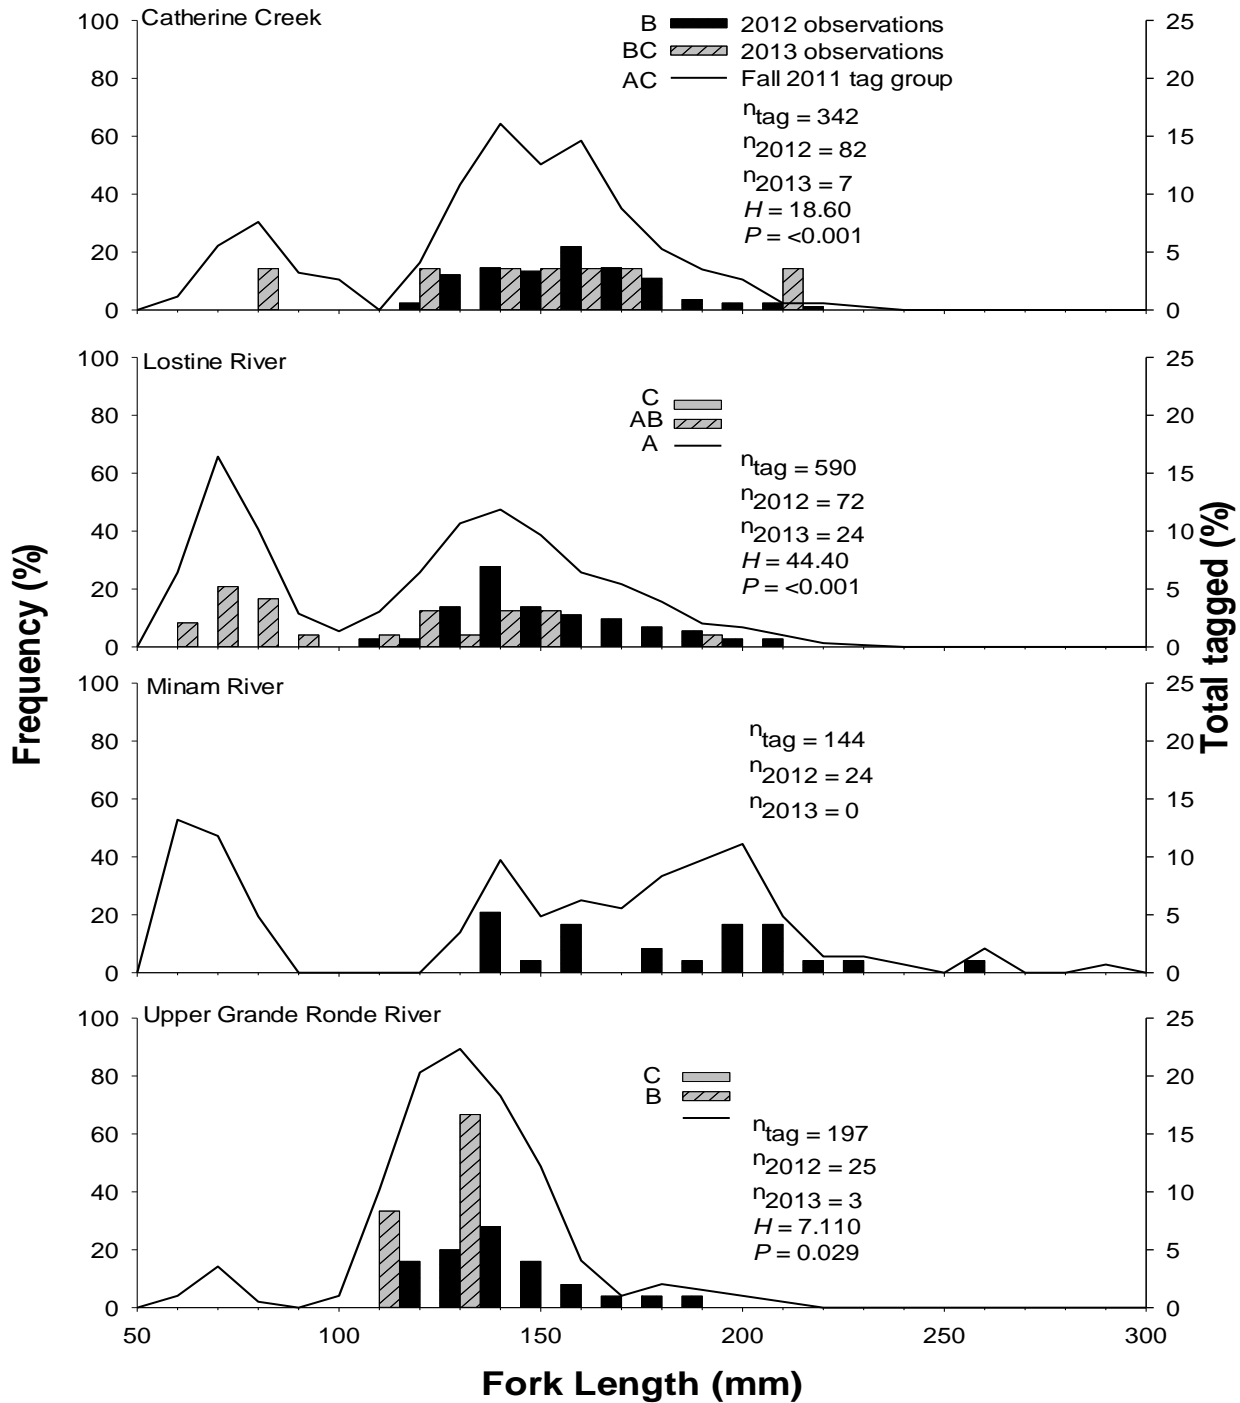 Catherine Creek
B 2012 observations
BC 2013 observations
AC Fall 2011 tag group
ntag = 342
n2012 = 82
n2013 = 7
H = 18.60
P = <0.001
100
80
60
40
20
0
25
20
15
10
5
0
Lostine River
C
AB
A
ntag = 590
n2012 = 72
n2013 = 24
H = 44.40
P = <0.001
100
80
60
40
20
0
25
20
15
10
5
0
Frequency (%)
Total tagged (%)
Minam River
ntag = 144
n2012 = 24
n2013 = 0
100
80
60
40
20
0
25
20
15
10
5
0
Upper Grande Ronde River
C
B
ntag = 197
n2012 = 25
n2013 = 3
H = 7.110
P = 0.029
100
80
60
40
20
0
25
20
15
10
5
0
50 100 150 200 250 300
Fork Length (mm)